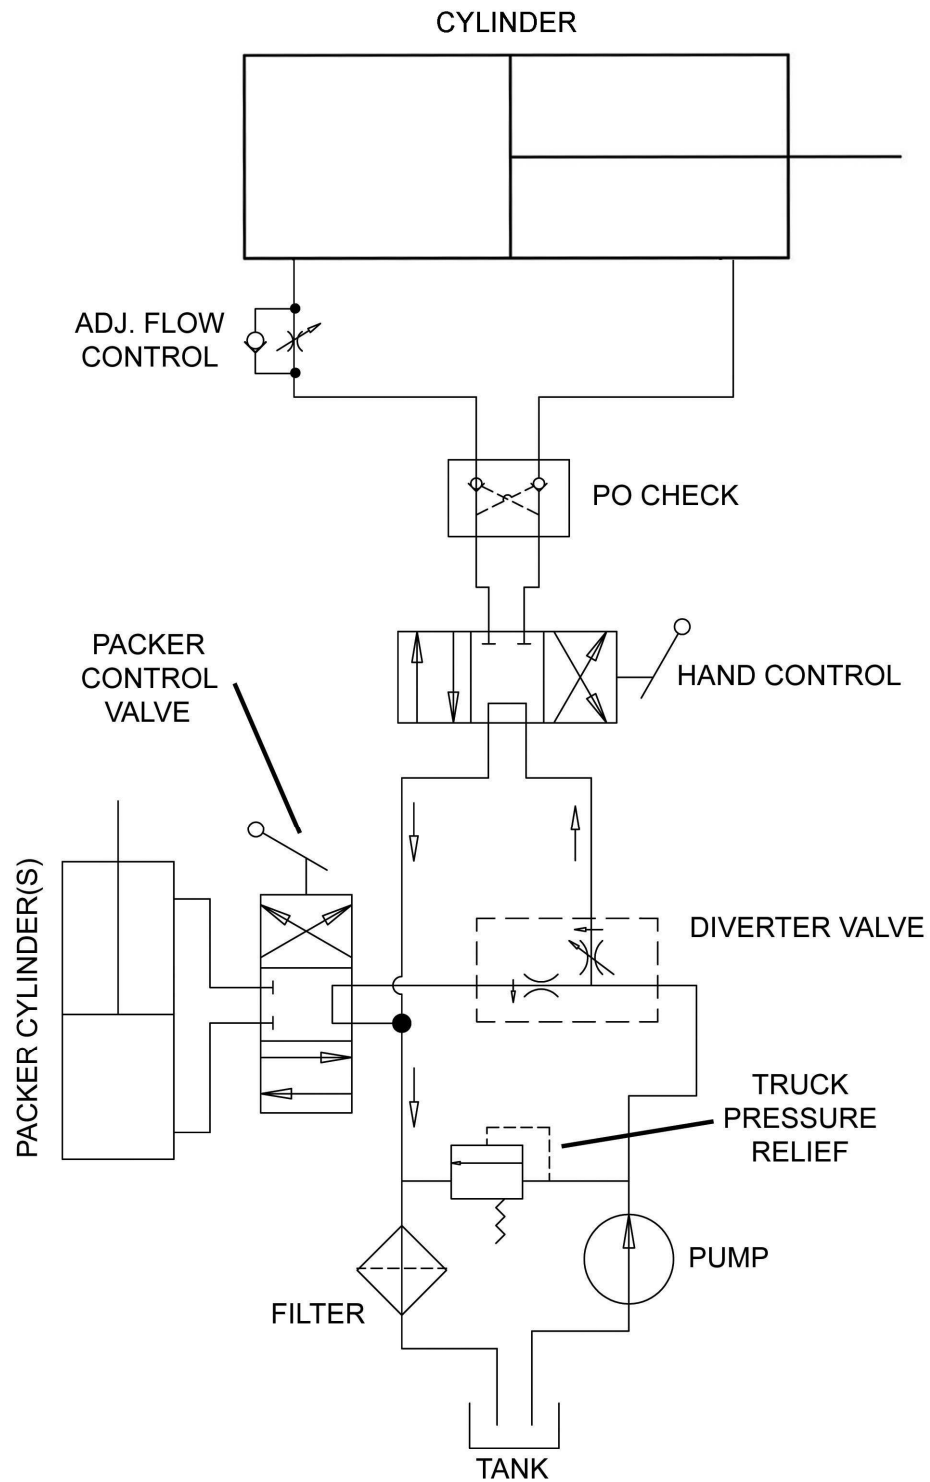 CYLINDER
ADJ. FLOW
CONTROL
PO CHECK
PACKER
CONTROL
VALVE
HAND CONTROL
PACKER CYLINDER(S)
DIVERTER VALVE
TRUCK
PRESSURE
RELIEF
PUMP
FILTER
TANK